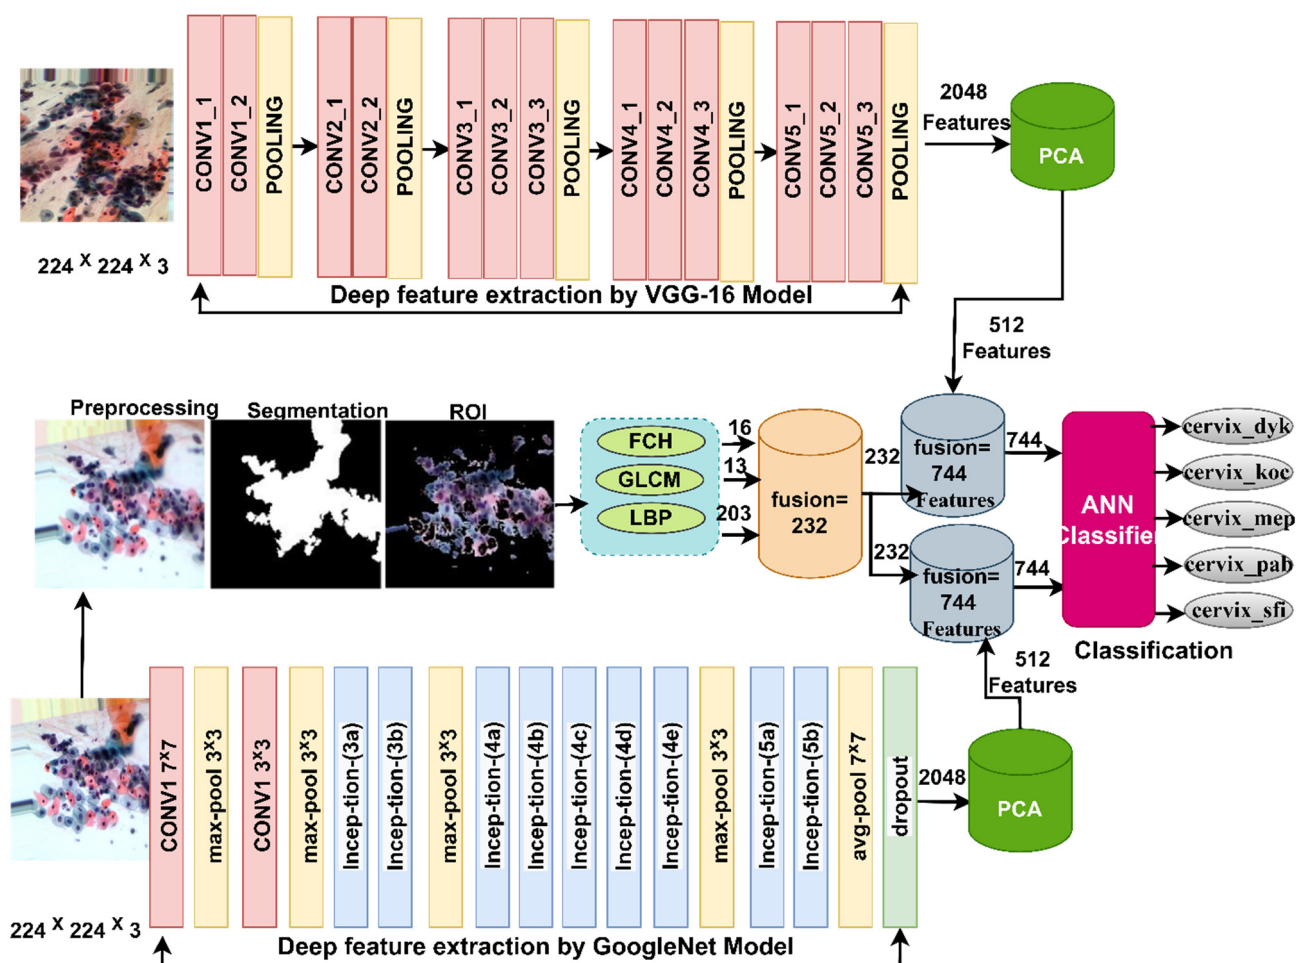 CONV1_1
CONV1_2
POOLING
CONV2_1
CONV2_2
POOLING
CONV3_1
CONV3_2
CONV3_3
POOLING
CONV4_1
CONV4_2
CONV4_3
POOLING
CONV5_1
CONV5_2
CONV5_3
POOLING
2048
Features
PCA
224 X 224 X 3
Deep feature extraction by VGG-16 Model
512
Features
Preprocessing
Segmentation
ROI
FCH
GLCM
LBP
16
13
203
fusion=
232
232
232
fusion=
744
Features
fusion=
744
Features
744
744
ANN
Classifier
cervix_dyk
cervix_koc
cervix_mep
cervix_pab
cervix_sfi
Classification
512
Features
CONV1 7x7
max-pool 3x3
CONV1 3x3
max-pool 3x3
Incep-tion-(3a)
Incep-tion-(3b)
max-pool 3x3
Incep-tion-(4a)
Incep-tion-(4b)
Incep-tion-(4c)
Incep-tion-(4d)
Incep-tion-(4e)
max-pool 3x3
Incep-tion-(5a)
Incep-tion-(5b)
avg-pool 7x7
dropout
2048
PCA
224 X 224 X 3
Deep feature extraction by GoogleNet Model